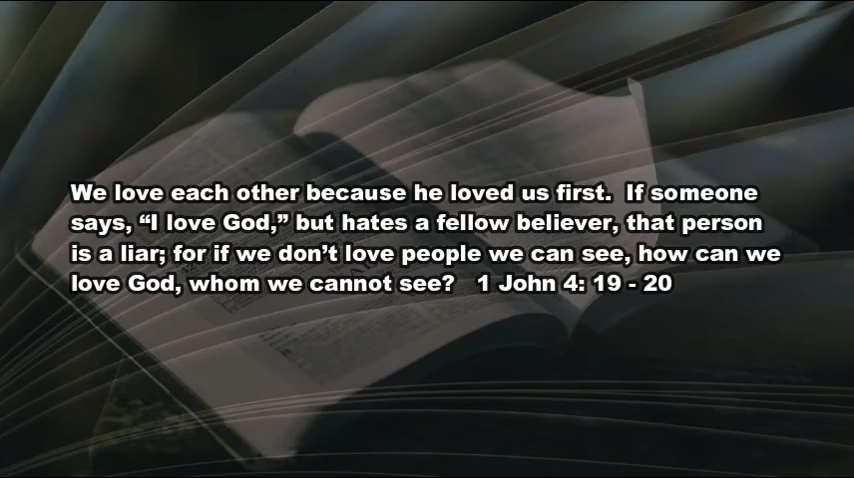 We love each other because he loved us first.  If someone
says, “I love God,” but hates a fellow believer, that person
is a liar; for if we don’t love people we can see, how can we
love God, whom we cannot see?   1 John 4: 19 - 20